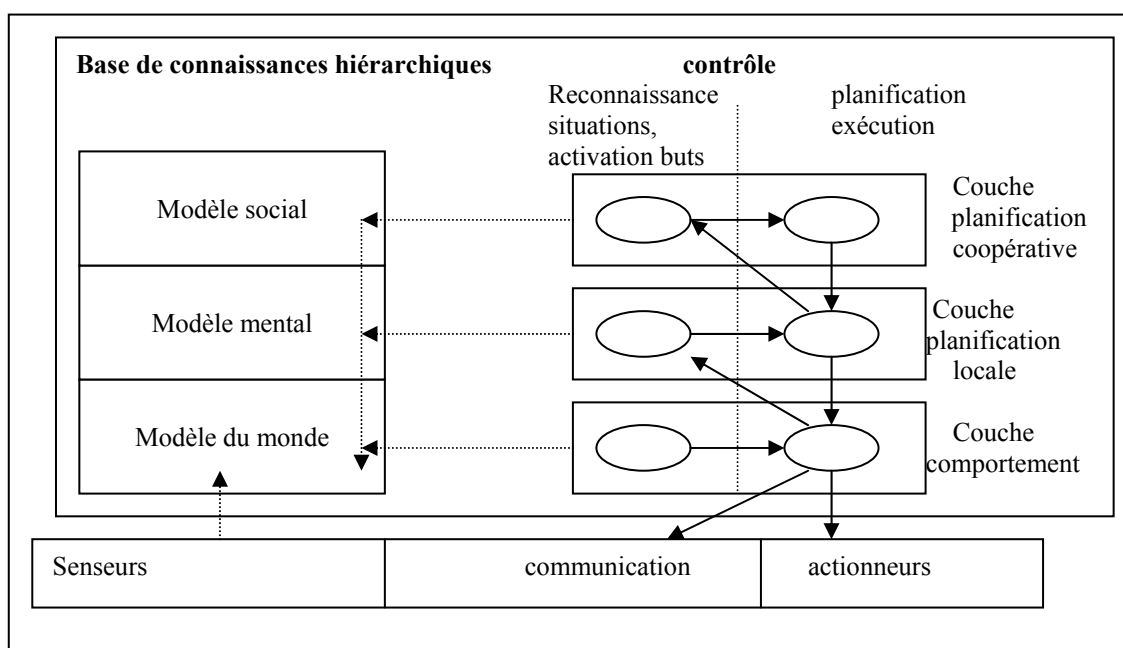 Base de connaissances hiérarchiques
contrôle
Reconnaissance
situations,
activation buts
planification
exécution
Modèle social
Couche
planification
coopérative
Modèle mental
Couche
planification
locale
Modèle du monde
Couche
comportement
Senseurs
communication
actionneurs